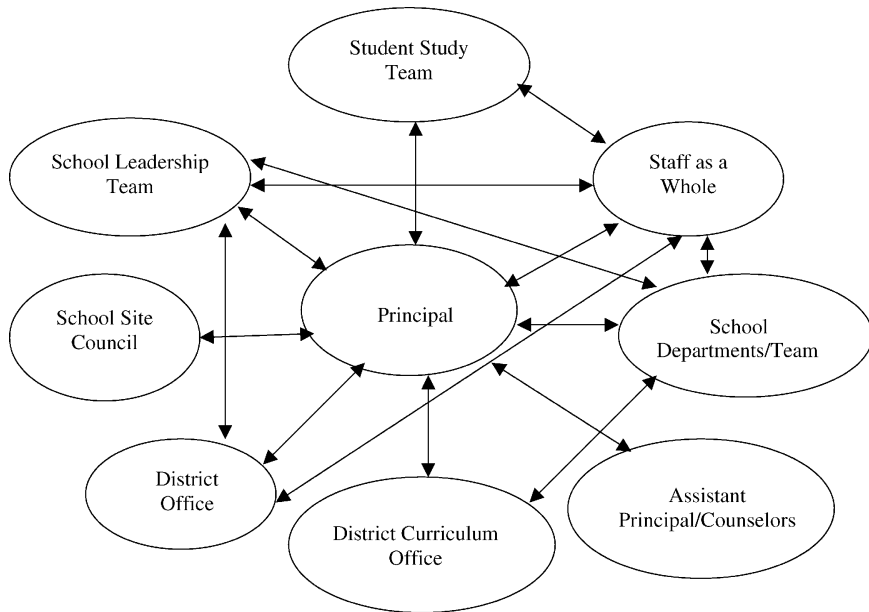 Student Study
Team
School Leadership
Team
Staff as a
Whole
School Site
Council
Principal
School
Departments/Team
District
Office
District Curriculum
Office
Assistant
Principal/Counselors